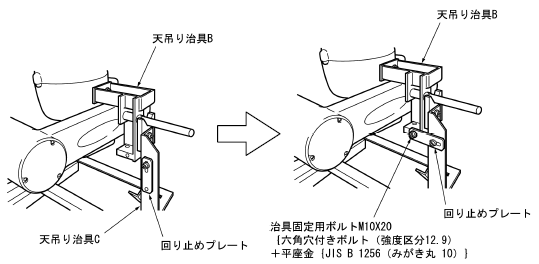 天吊り治具B
天吊り治具B
天吊り治具C
回り止めプレート
回り止めプレート
治具固定用ボルトM10X20
{六角穴付きボルト（強度区分12.9）
＋平座金{JIS B 1256（みがき丸 10）}